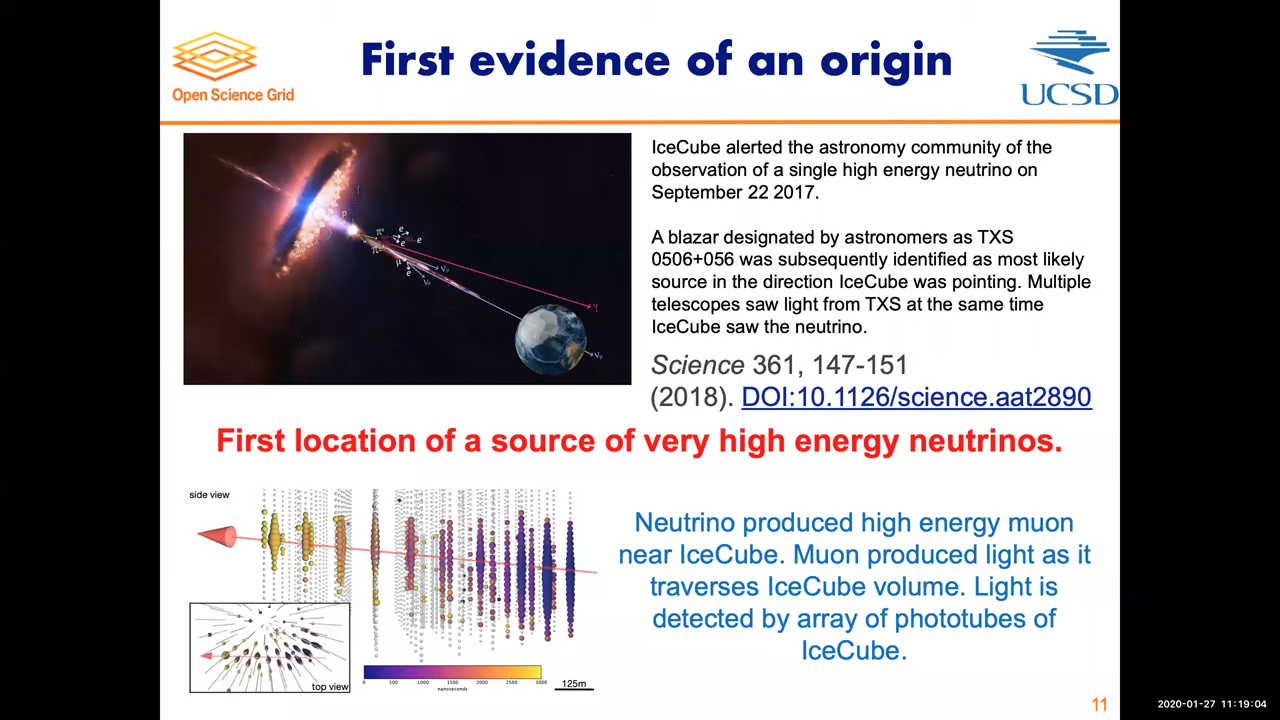 First evidence of an origin
Open Science Grid
UCSD
IceCube alerted the astronomy community of the
observation of a single high energy neutrino on
September 22 2017.
A blazar designated by astronomers as TXS
0506+056 was subsequently identified as most likely
source in the direction IceCube was pointing. Multiple
telescopes saw light from TXS at the same time
IceCube saw the neutrino.
Science 361, 147-151
(2018). DOI:10.1126/science.aat2890
First location of a source of very high energy neutrinos.
side view
top view
0 500 1000 1500 2000 2500 3000
nanoseconds
125m
Neutrino produced high energy muon
near IceCube. Muon produced light as it
traverses IceCube volume. Light is
detected by array of phototubes of
IceCube.
11
2020-01-27 11:19:04